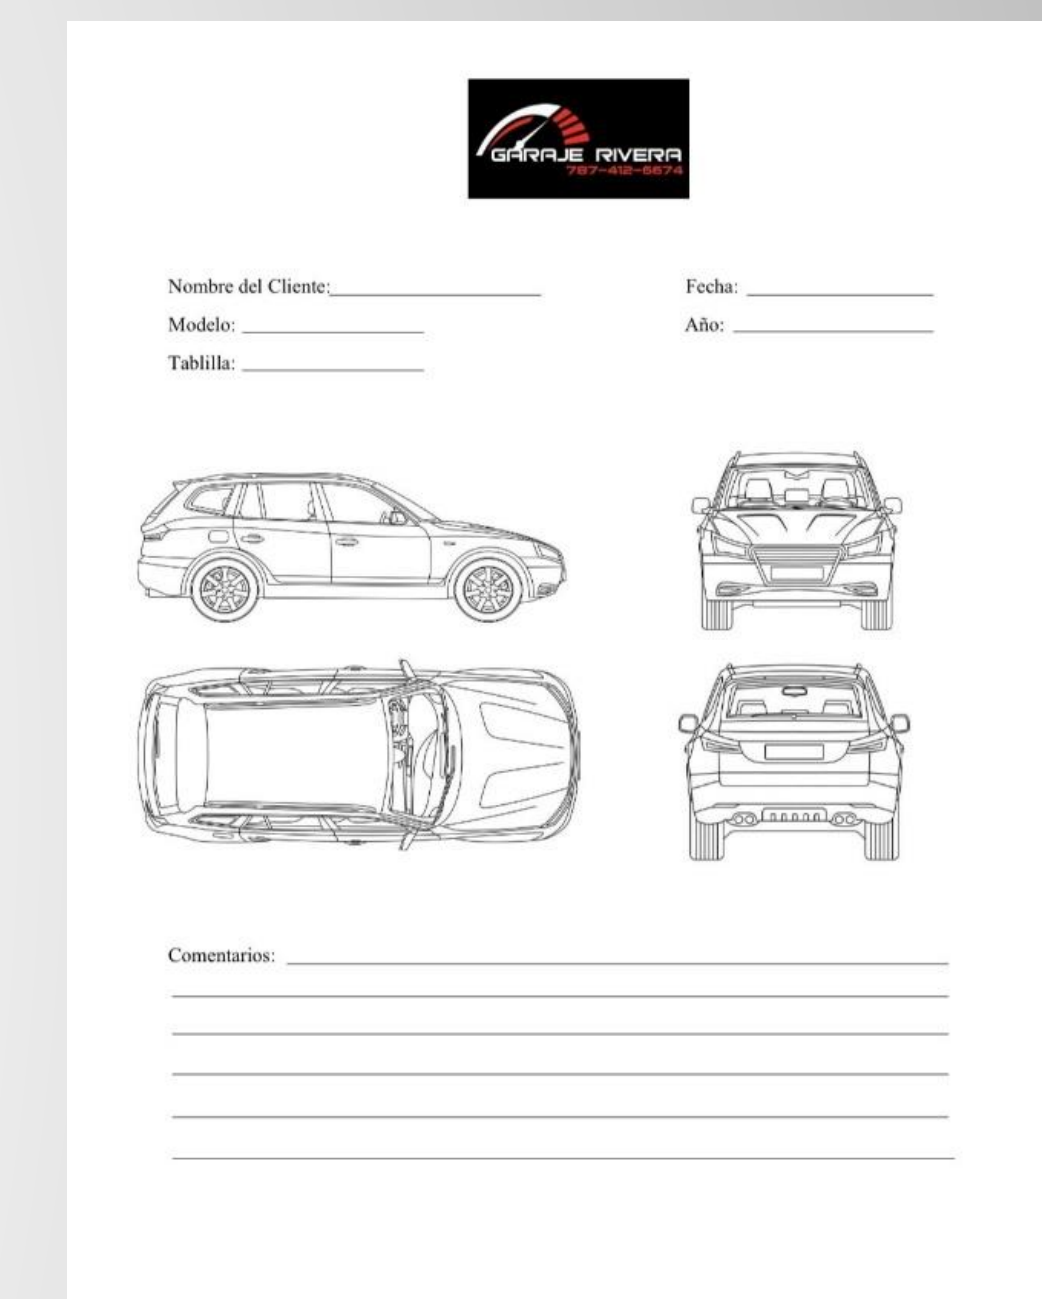 GARAJE RIVERA
787-412-6674
Nombre del Cliente: Fecha:
Modelo: Año:
Tablilla:
Comentarios: